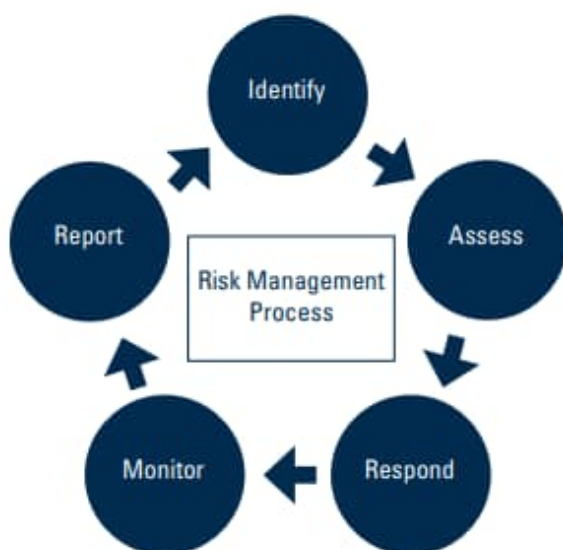 Identify
Assess
Respond
Monitor
Report
Risk Management
Process